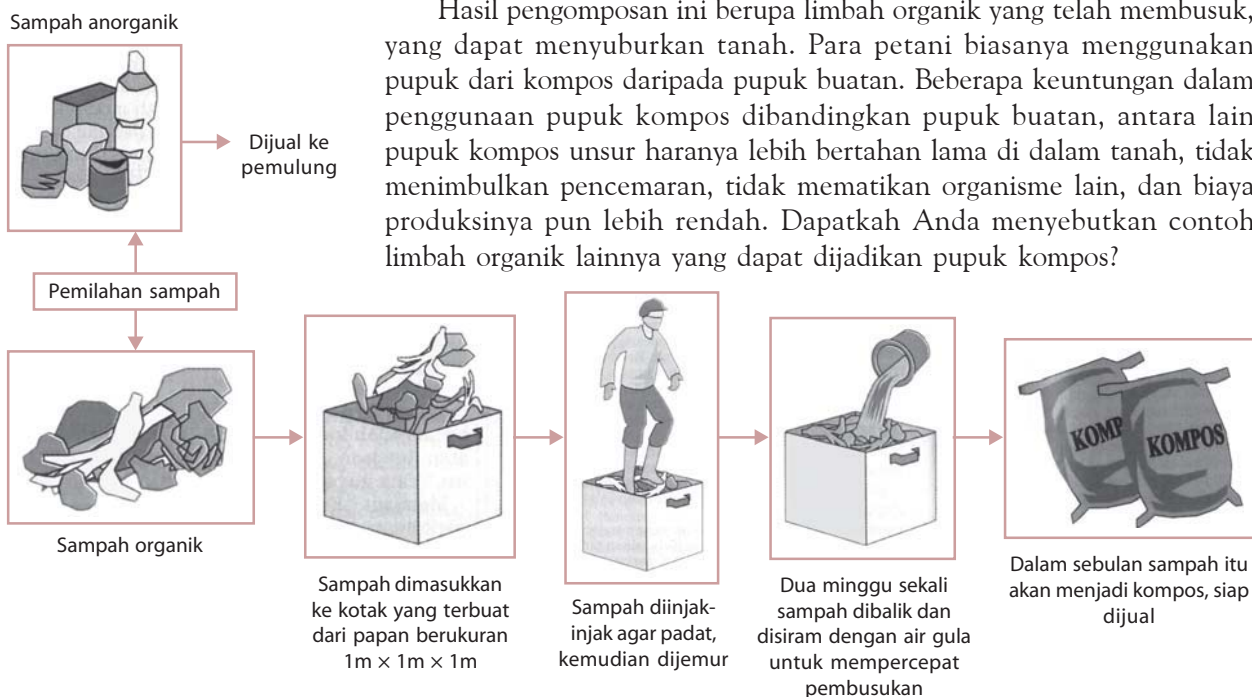 Sampah anorganik
Hasil pengomposan ini berupa limbah organik yang telah membusuk,
yang dapat menyuburkan tanah. Para petani biasanya menggunakan
pupuk dari kompos daripada pupuk buatan. Beberapa keuntungan dalam
penggunaan pupuk kompos dibandingkan pupuk buatan, antara lain
pupuk kompos unsur haranya lebih bertahan lama di dalam tanah, tidak
menimbulkan pencemaran, tidak mematikan organisme lain, dan biaya
produksinya pun lebih rendah. Dapatkah Anda menyebutkan contoh
limbah organik lainnya yang dapat dijadikan pupuk kompos?
Dijual ke
pemulung
Pemilahan sampah
Sampah organik
Sampah dimasukkan
ke kotak yang terbuat
dari papan berukuran
1m × 1m × 1m
Sampah diinjak-
injak agar padat,
kemudian dijemur
Dua minggu sekali
sampah dibalik dan
disiram dengan air gula
untuk mempercepat
pembusukan
KOMP
KOMPOS
Dalam sebulan sampah itu
akan menjadi kompos, siap
dijual